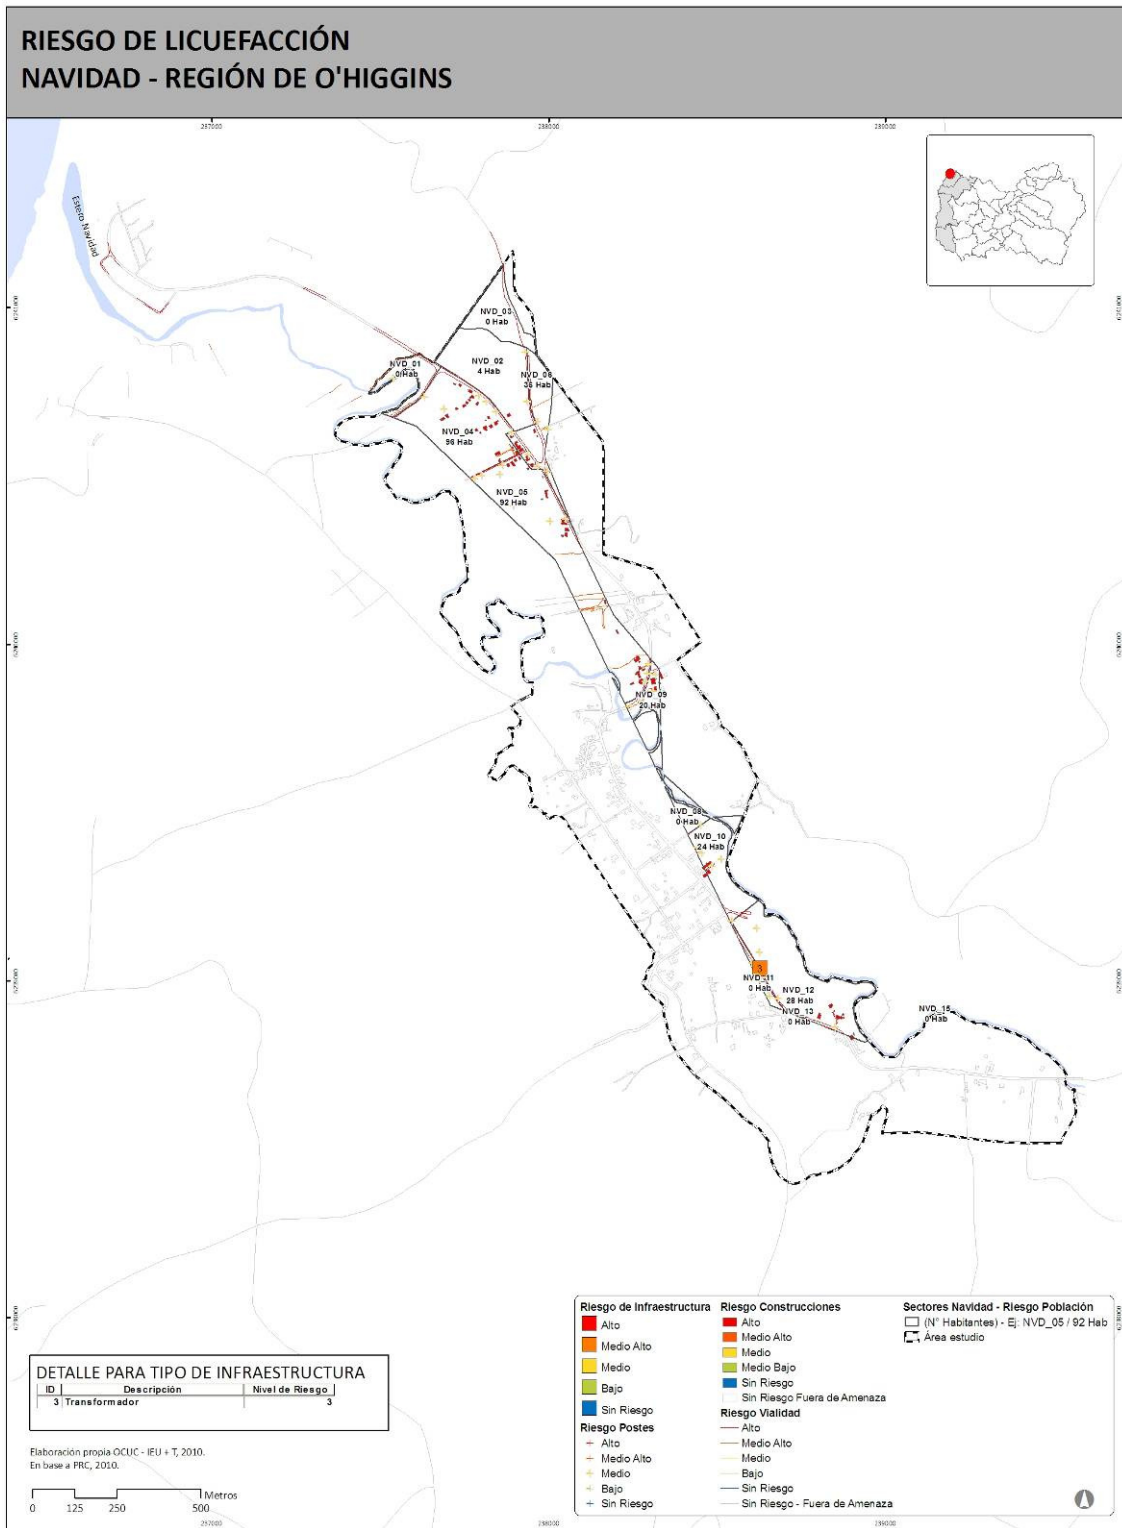 RIESGO DE LICUEFACCIÓN
NAVIDAD - REGIÓN DE O'HIGGINS
287000
288000
289000
Estero Navidad
NVD_03
0 Hab
NVD_01
0 Hab
NVD_02
4 Hab
NVD_06
36 Hab
NVD_04
96 Hab
NVD_05
92 Hab
NVD_09
20 Hab
NVD_08
0 Hab
NVD_10
24 Hab
3
NVD_11
0 Hab
NVD_12
28 Hab
NVD_13
0 Hab
NVD_15
0 Hab
DETALLE PARA TIPO DE INFRAESTRUCTURA
ID Descripción Nivel de Riesgo
3 Transformador 3
Elaboración propia OCUC - IEU + T, 2010.
En base a PRC, 2010.
Metros
0 125 250 500
Riesgo de Infraestructura
Alto
Medio Alto
Medio
Bajo
Sin Riesgo
Riesgo Postes
Alto
Medio Alto
Medio
Bajo
Sin Riesgo
Riesgo Construcciones
Alto
Medio Alto
Medio
Medio Bajo
Sin Riesgo
Sin Riesgo Fuera de Amenaza
Riesgo Vialidad
Alto
Medio Alto
Medio
Bajo
Sin Riesgo
Sin Riesgo - Fuera de Amenaza
Sectores Navidad - Riesgo Población
(N° Habitantes) - Ej: NVD_05 / 92 Hab
Área estudio
287000
288000
289000